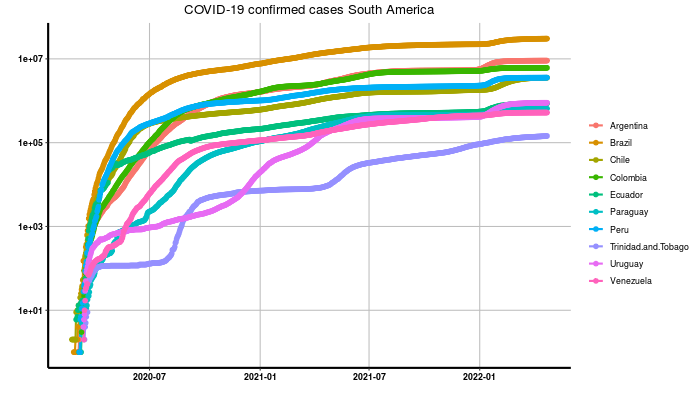 COVID-19 confirmed cases South America
1e+07
1e+05
1e+03
1e+01
2020-07 2021-01 2021-07 2022-01
Argentina
Brazil
Chile
Colombia
Ecuador
Paraguay
Peru
Trinidad.and.Tobago
Uruguay
Venezuela